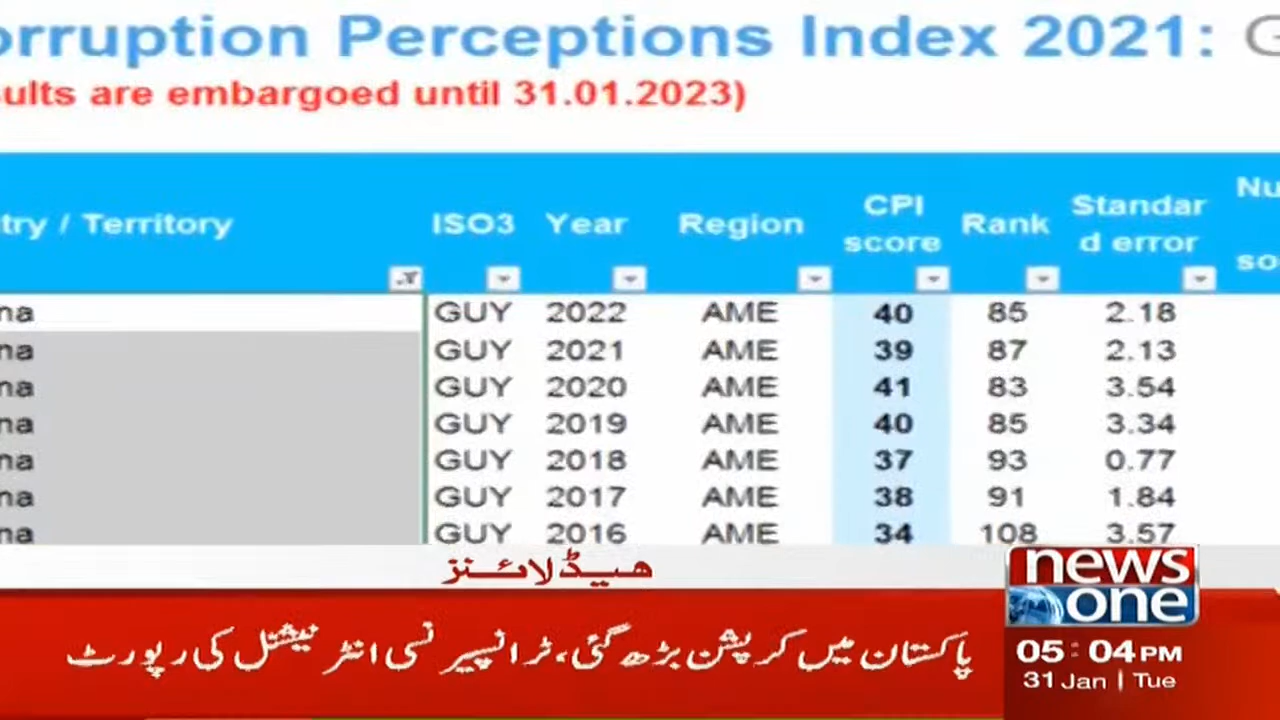 orruption Perceptions Index 2021: G
sults are embargoed until 31.01.2023)
try / Territory ISO3 Year Region CPI score Rank Standar d error Nu so
na GUY 2022 AME 40 85 2.18
na GUY 2021 AME 39 87 2.13
na GUY 2020 AME 41 83 3.54
na GUY 2019 AME 40 85 3.34
na GUY 2018 AME 37 93 0.77
na GUY 2017 AME 38 91 1.84
na GUY 2016 AME 34 108 3.57
ہیڈلائنز
پاکستان میں کرپشن بڑھ گئی، ٹرانسپیرنسی انٹرنیشنل کی رپورٹ
news
one
05:04 PM
31 Jan | Tue